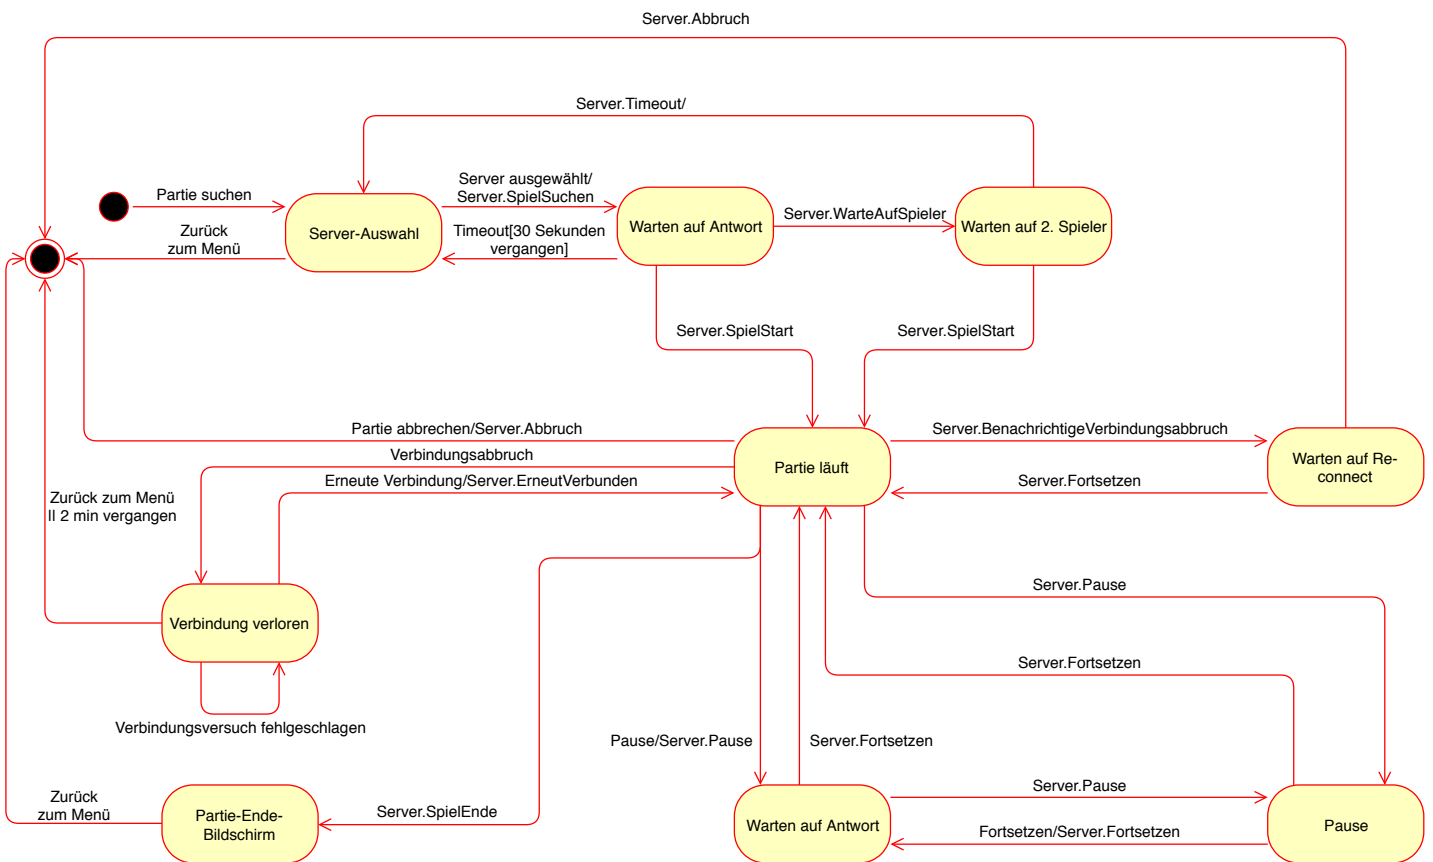 Server.Abbruch
Server.Timeout/
Partie suchen
Server ausgewählt/
Server.SpielSuchen
Server-Auswahl
Warten auf Antwort
Server.WarteAufSpieler
Warten auf 2. Spieler
Zurück
zum Menü
Timeout[30 Sekunden
vergangen]
Server.SpielStart
Server.SpielStart
Partie abbrechen/Server.Abbruch
Server.BenachrichtigeVerbindungsabbruch
Verbindungsabbruch
Partie läuft
Warten auf Re-
connect
Erneute Verbindung/Server.ErneutVerbunden
Server.Fortsetzen
Zurück zum Menü
II 2 min vergangen
Server.Pause
Verbindung verloren
Server.Fortsetzen
Verbindungsversuch fehlgeschlagen
Pause/Server.Pause
Server.Fortsetzen
Zurück
zum Menü
Partie-Ende-
Bildschirm
Server.SpielEnde
Warten auf Antwort
Server.Pause
Fortsetzen/Server.Fortsetzen
Pause